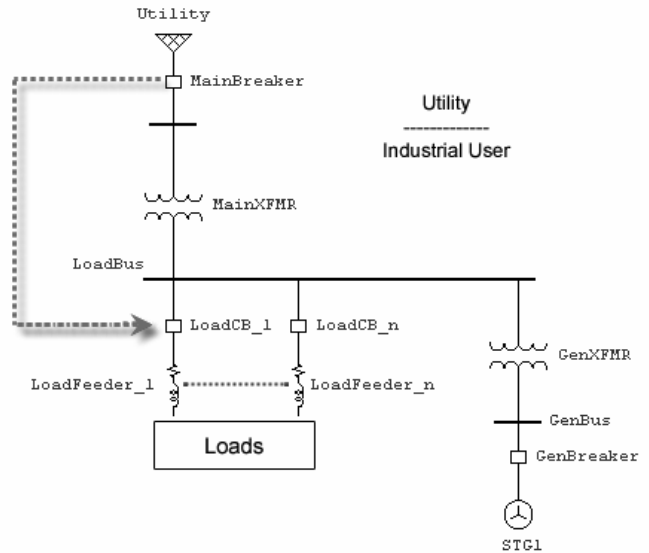 Utility
MainBreaker
Utility
-------------
Industrial User
MainXFMR
LoadBus
LoadCB_1
LoadCB_n
GenXFMR
LoadFeeder_1
LoadFeeder_n
GenBus
Loads
GenBreaker
STG1